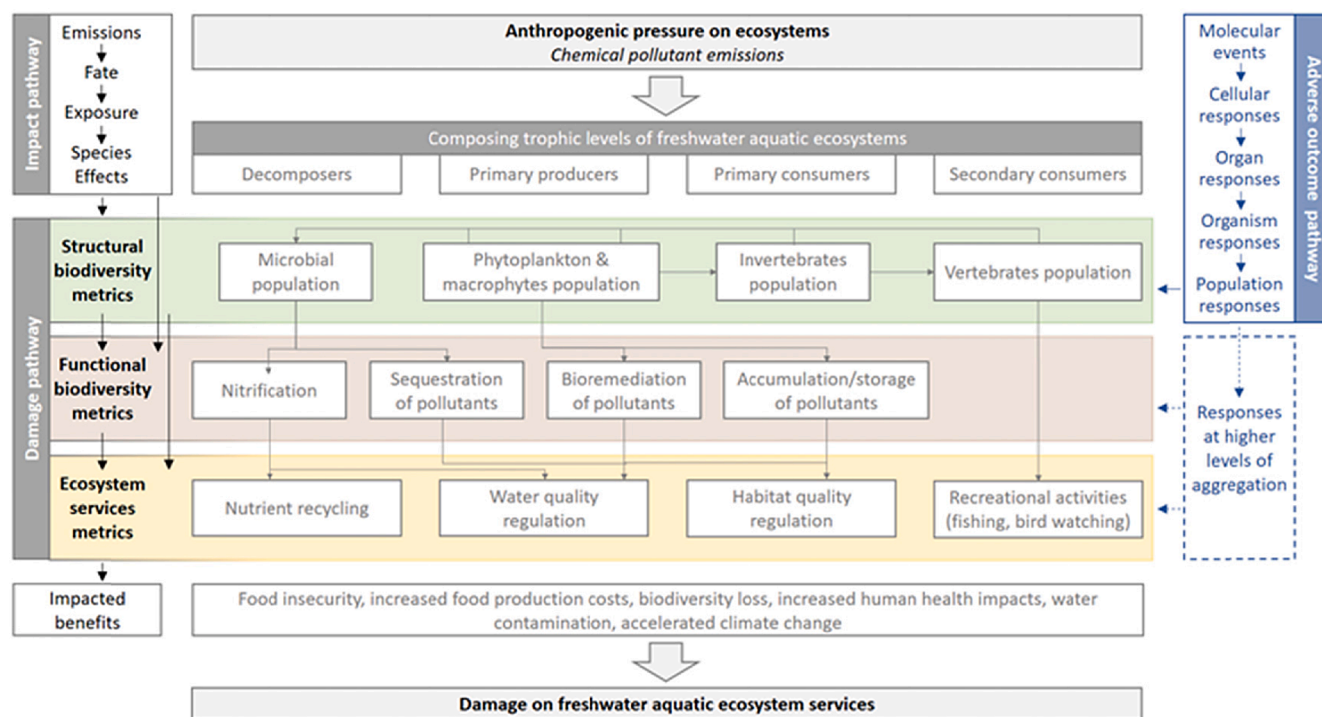 Impact pathway
Emissions
Fate
Exposure
Species
Effects
Anthropogenic pressure on ecosystems
Chemical pollutant emissions
Composing trophic levels of freshwater aquatic ecosystems
Decomposers
Primary producers
Primary consumers
Secondary consumers
Adverse outcome pathway
Molecular
events
Cellular
responses
Organ
responses
Organism
responses
Population
responses
Damage pathway
Structural
biodiversity
metrics
Microbial
population
Phytoplankton &
macrophytes population
Invertebrates
population
Vertebrates population
Functional
biodiversity
metrics
Nitrification
Sequestration
of pollutants
Bioremediation
of pollutants
Accumulation/storage
of pollutants
Responses
at higher
levels of
aggregation
Ecosystem
services
metrics
Nutrient recycling
Water quality
regulation
Habitat quality
regulation
Recreational activities
(fishing, bird watching)
Impacted
benefits
Food insecurity, increased food production costs, biodiversity loss, increased human health impacts, water
contamination, accelerated climate change
Damage on freshwater aquatic ecosystem services